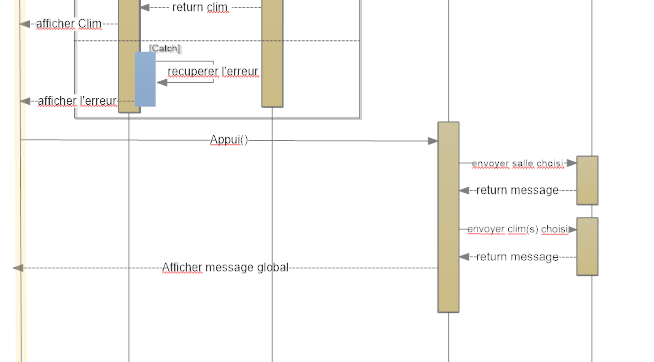 return clim
afficher Clim
[Catch]
recuperer l'erreur
afficher l'erreur
Appui()
envoyer salle choisi
return message
envoyer clim(s) choisi
return message
Afficher message global